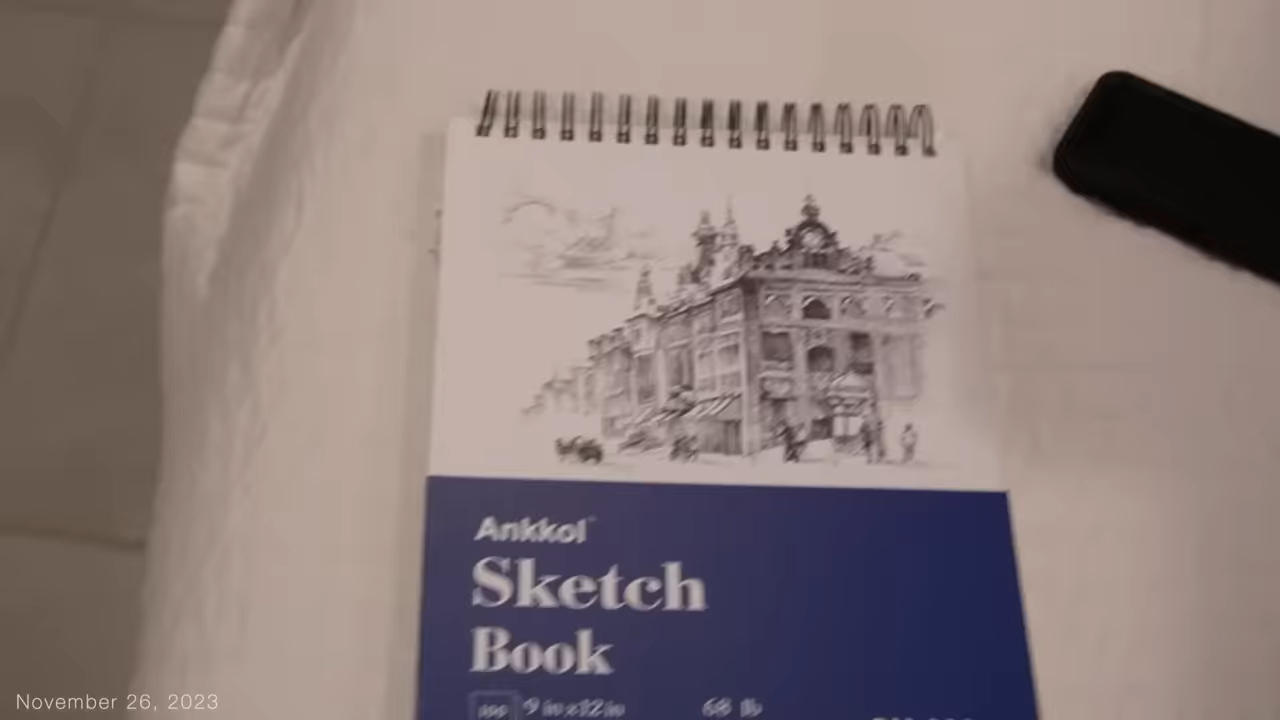 Ankkol
Sketch
Book
9 in x 12 in 68 lb
November 26, 2023